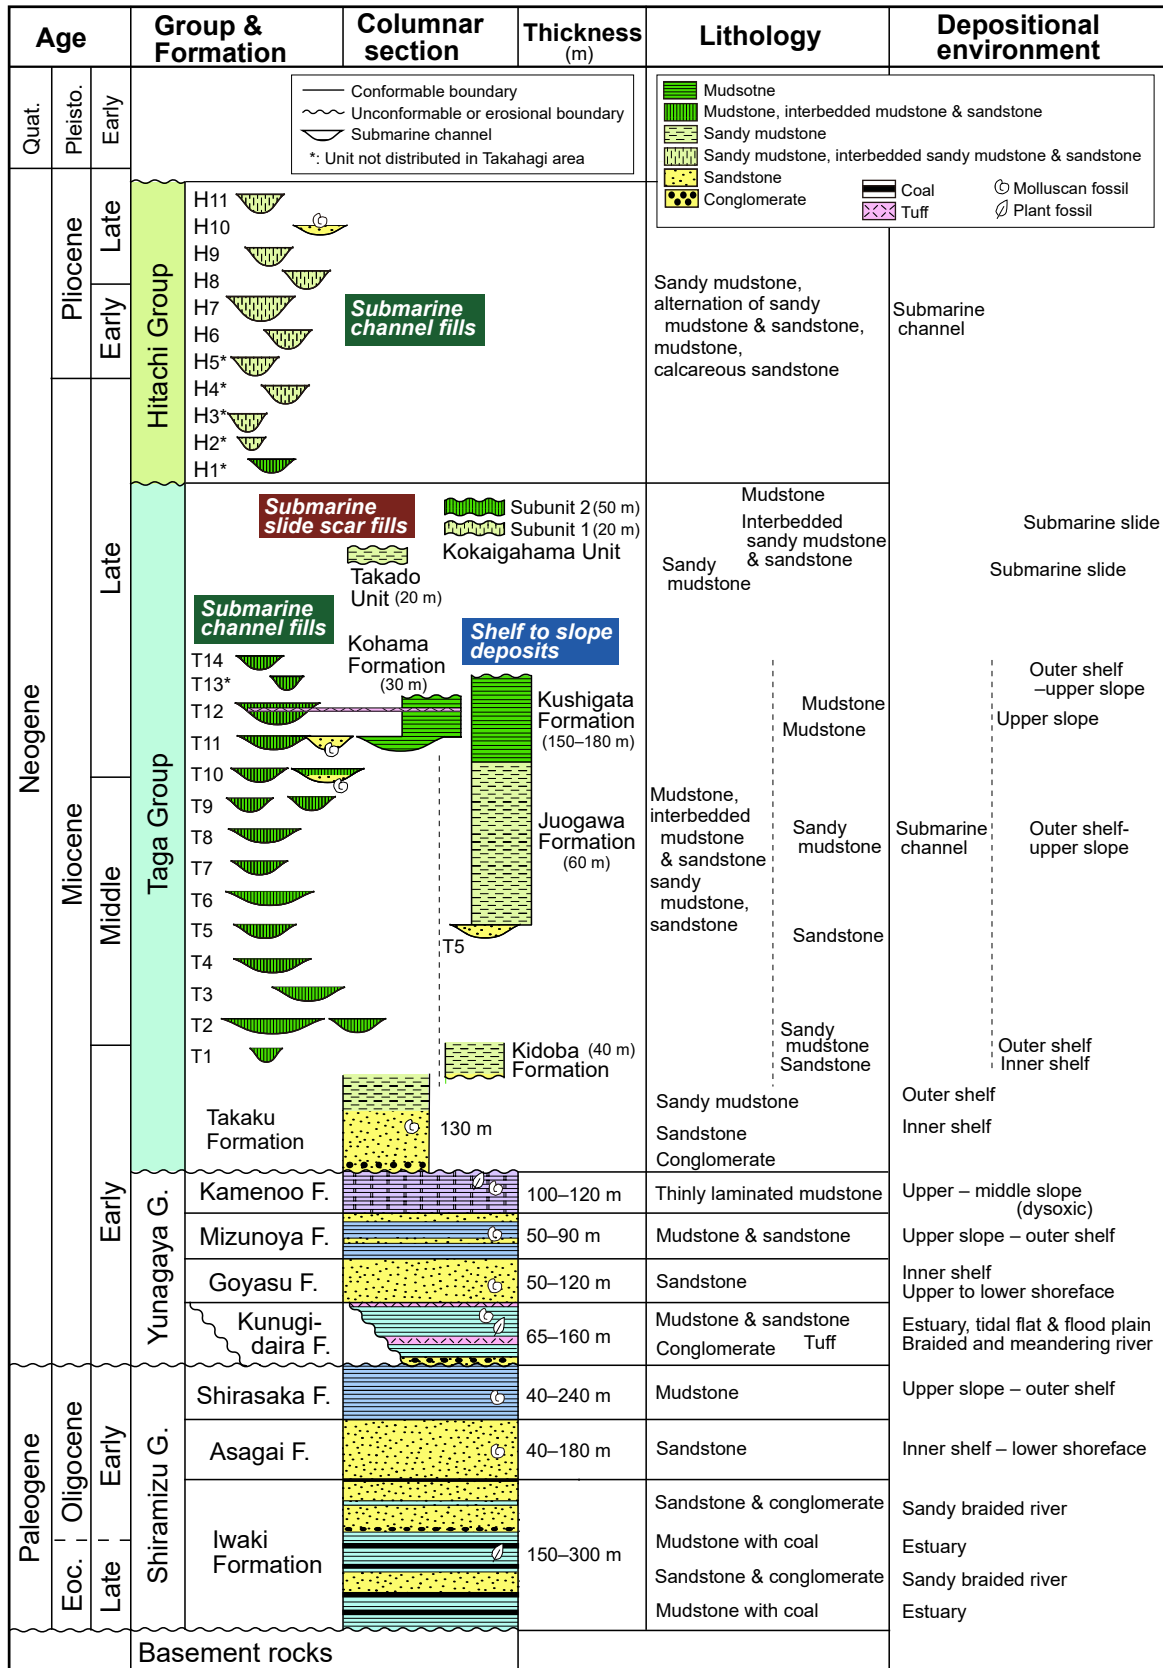 Age
Group &
Formation
Columnar
section
Thickness
(m)
Lithology
Depositional
environment
Quat.
Pleisto.
Early
Conformable boundary
Unconformable or erosional boundary
Submarine channel
*: Unit not distributed in Takahagi area
Mudsotne
Mudstone, interbedded mudstone & sandstone
Sandy mudstone
Sandy mudstone, interbedded sandy mudstone & sandstone
Sandstone
Conglomerate
Coal
Tuff
Molluscan fossil
Plant fossil
Neogene
Pliocene
Late
Early
Hitachi Group
H11
H10
H9
H8
H7
H6
H5*
H4*
H3*
H2*
H1*
Submarine
channel fills
Sandy mudstone,
alternation of sandy
mudstone & sandstone,
mudstone,
calcareous sandstone
Submarine
channel
Miocene
Late
Middle
Early
Taga Group
Submarine
slide scar fills
Subunit 2 (50 m)
Subunit 1 (20 m)
Kokaigahama Unit
Takado
Unit (20 m)
Mudstone
Interbedded
sandy mudstone
& sandstone
Sandy
mudstone
Submarine slide
Submarine slide
Submarine
channel fills
Kohama
Formation
(30 m)
Shelf to slope
deposits
T14
T13*
T12
T11
T10
T9
T8
T7
T6
T5
T4
T3
T2
T1
Kushigata
Formation
(150–180 m)
Juogawa
Formation
(60 m)
T5
Kidoba (40 m)
Formation
Mudstone
Mudstone
Mudstone,
interbedded
mudstone
& sandstone
sandy
mudstone,
sandstone
Sandy
mudstone
Sandstone
Sandy
mudstone
Sandstone
Outer shelf
–upper slope
Upper slope
Submarine
channel
Outer shelf-
upper slope
Outer shelf
Inner shelf
Takaku
Formation
130 m
Sandy mudstone
Sandstone
Conglomerate
Outer shelf
Inner shelf
Yunagaya G.
Kamenoo F.
100–120 m
Thinly laminated mudstone
Upper – middle slope
(dysoxic)
Mizunoya F.
50–90 m
Mudstone & sandstone
Upper slope – outer shelf
Goyasu F.
50–120 m
Sandstone
Inner shelf
Upper to lower shoreface
Kunugi-
daira F.
65–160 m
Mudstone & sandstone
Conglomerate Tuff
Estuary, tidal flat & flood plain
Braided and meandering river
Paleogene
Oligocene
Early
Eoc.
Late
Shiramizu G.
Shirasaka F.
40–240 m
Mudstone
Upper slope – outer shelf
Asagai F.
40–180 m
Sandstone
Inner shelf – lower shoreface
Iwaki
Formation
150–300 m
Sandstone & conglomerate
Mudstone with coal
Sandstone & conglomerate
Mudstone with coal
Sandy braided river
Estuary
Sandy braided river
Estuary
Basement rocks